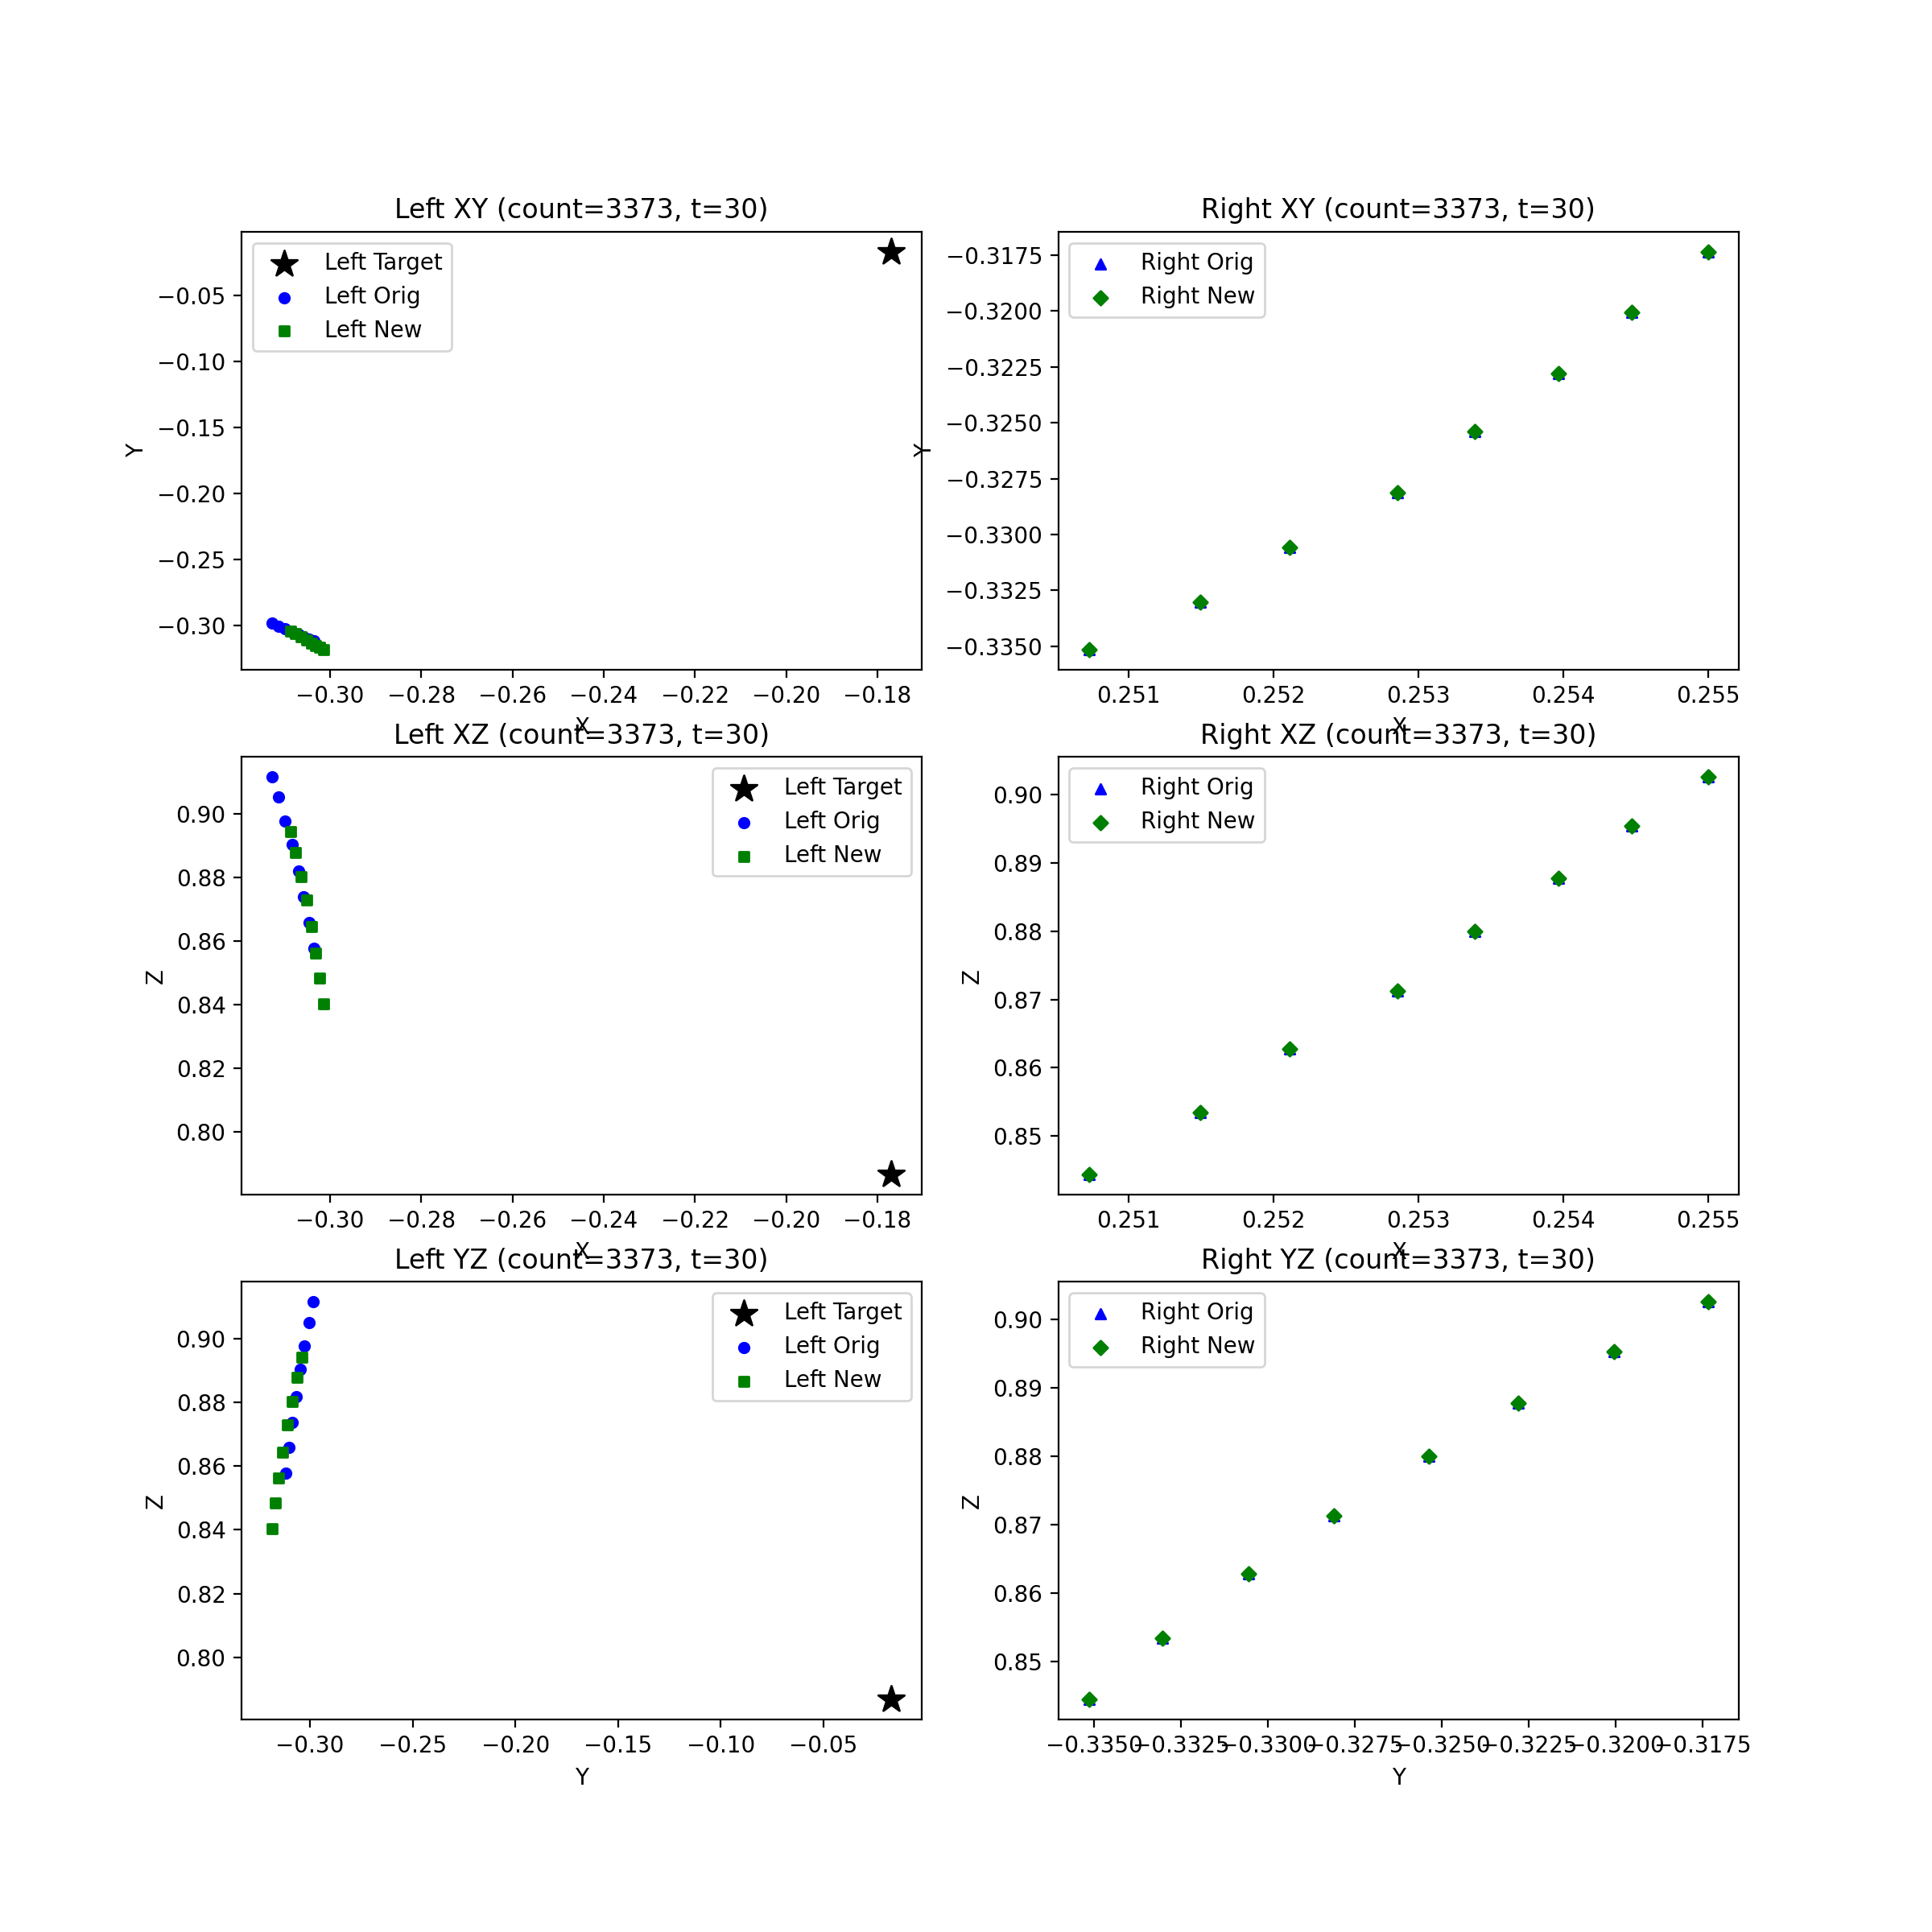 Left XY (count=3373, t=30)
Left Target
Left Orig
Left New
−0.05
−0.10
−0.15
−0.20
−0.25
−0.30
Y
−0.30 −0.28 −0.26 −0.24 −0.22 −0.20 −0.18
X
Right XY (count=3373, t=30)
Right Orig
Right New
−0.3175
−0.3200
−0.3225
−0.3250
−0.3275
−0.3300
−0.3325
−0.3350
Y
0.251 0.252 0.253 0.254 0.255
X
Left XZ (count=3373, t=30)
Left Target
Left Orig
Left New
0.90
0.88
0.86
0.84
0.82
0.80
Z
−0.30 −0.28 −0.26 −0.24 −0.22 −0.20 −0.18
X
Right XZ (count=3373, t=30)
Right Orig
Right New
0.90
0.89
0.88
0.87
0.86
0.85
Z
0.251 0.252 0.253 0.254 0.255
X
Left YZ (count=3373, t=30)
Left Target
Left Orig
Left New
0.90
0.88
0.86
0.84
0.82
0.80
Z
−0.30 −0.25 −0.20 −0.15 −0.10 −0.05
Y
Right YZ (count=3373, t=30)
Right Orig
Right New
0.90
0.89
0.88
0.87
0.86
0.85
Z
−0.3350 −0.3325 −0.3300 −0.3275 −0.3250 −0.3225 −0.3200 −0.3175
Y